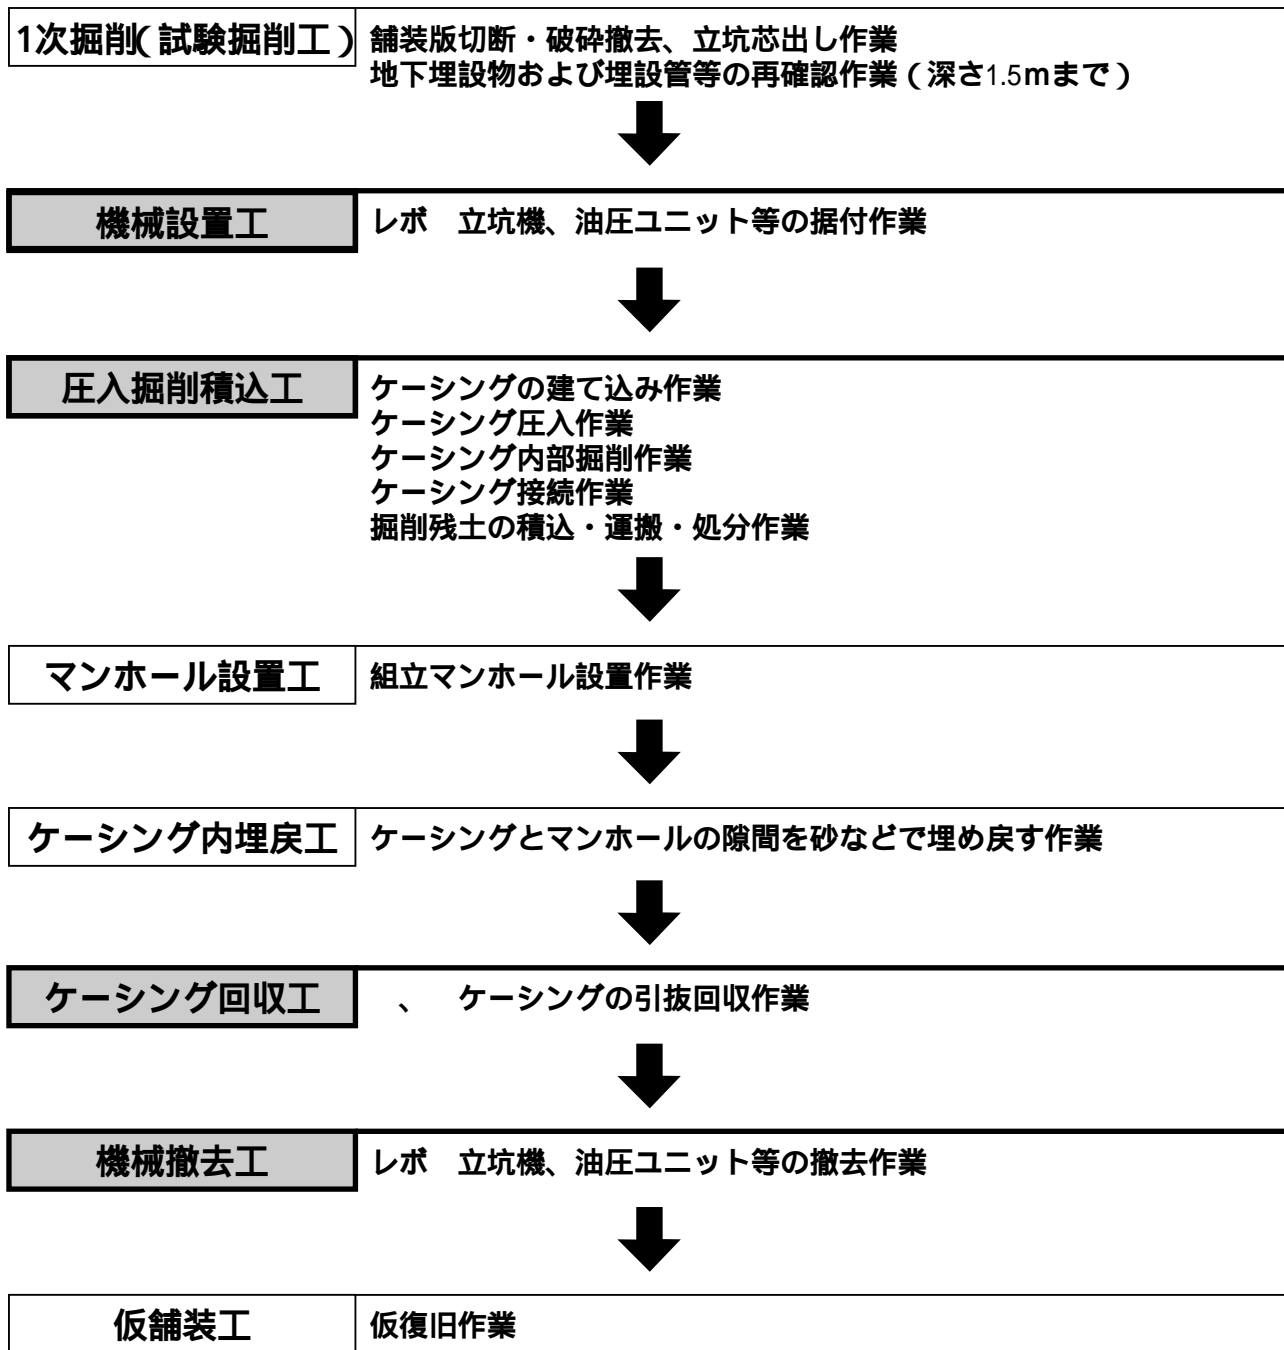 1次掘削(試験掘削工)
舗装版切断・破砕撤去、立坑芯出し作業
地下埋設物および埋設管等の再確認作業(深さ1.5mまで)
機械設置工
レボ　立坑機、油圧ユニット等の据付作業
圧入掘削積込工
ケーシングの建て込み作業
ケーシング圧入作業
ケーシング内部掘削作業
ケーシング接続作業
掘削残土の積込・運搬・処分作業
マンホール設置工
組立マンホール設置作業
ケーシング内埋戻工
ケーシングとマンホールの隙間を砂などで埋め戻す作業
ケーシング回収工
、　ケーシングの引抜回収作業
機械撤去工
レボ　立坑機、油圧ユニット等の撤去作業
仮舗装工
仮復旧作業